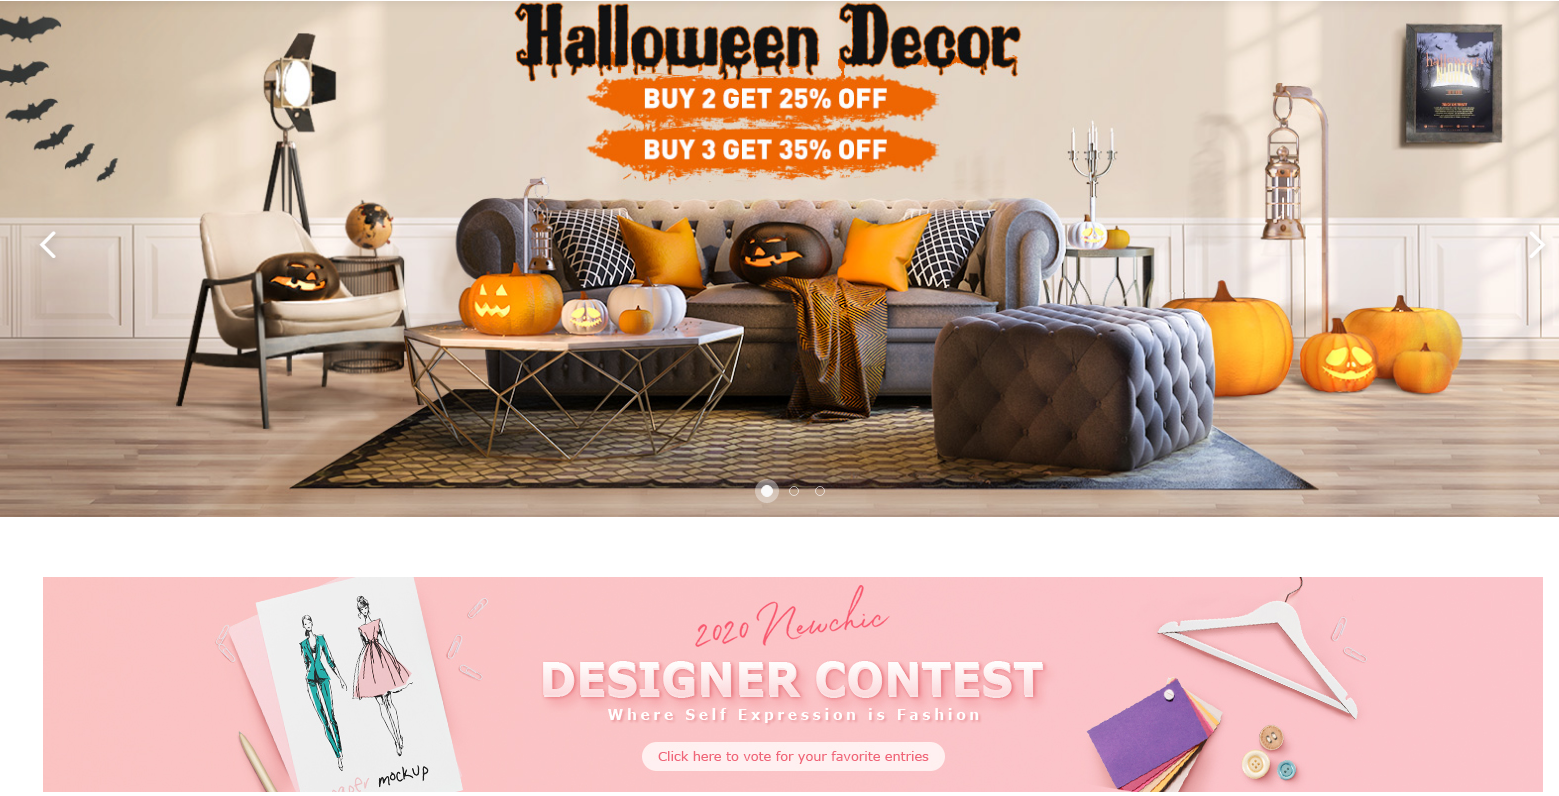 Halloween Decor
BUY 2 GET 25% OFF
BUY 3 GET 35% OFF
NIGHTS
2020 Newchic
DESIGNER CONTEST
Where Self Expression is Fashion
Click here to vote for your favorite entries
mockup